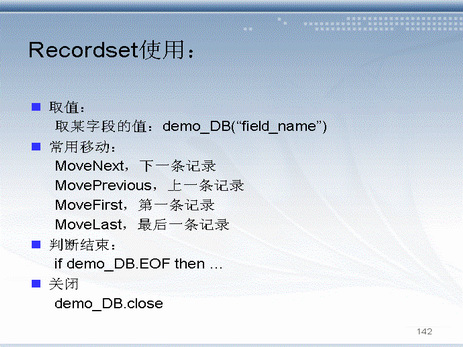 Recordset使用：
取值：
取某字段的值：demo_DB(“field_name”)
常用移动：
MoveNext，下一条记录
MovePrevious，上一条记录
MoveFirst，第一条记录
MoveLast，最后一条记录
判断结束：
if demo_DB.EOF then …
关闭
demo_DB.close
142